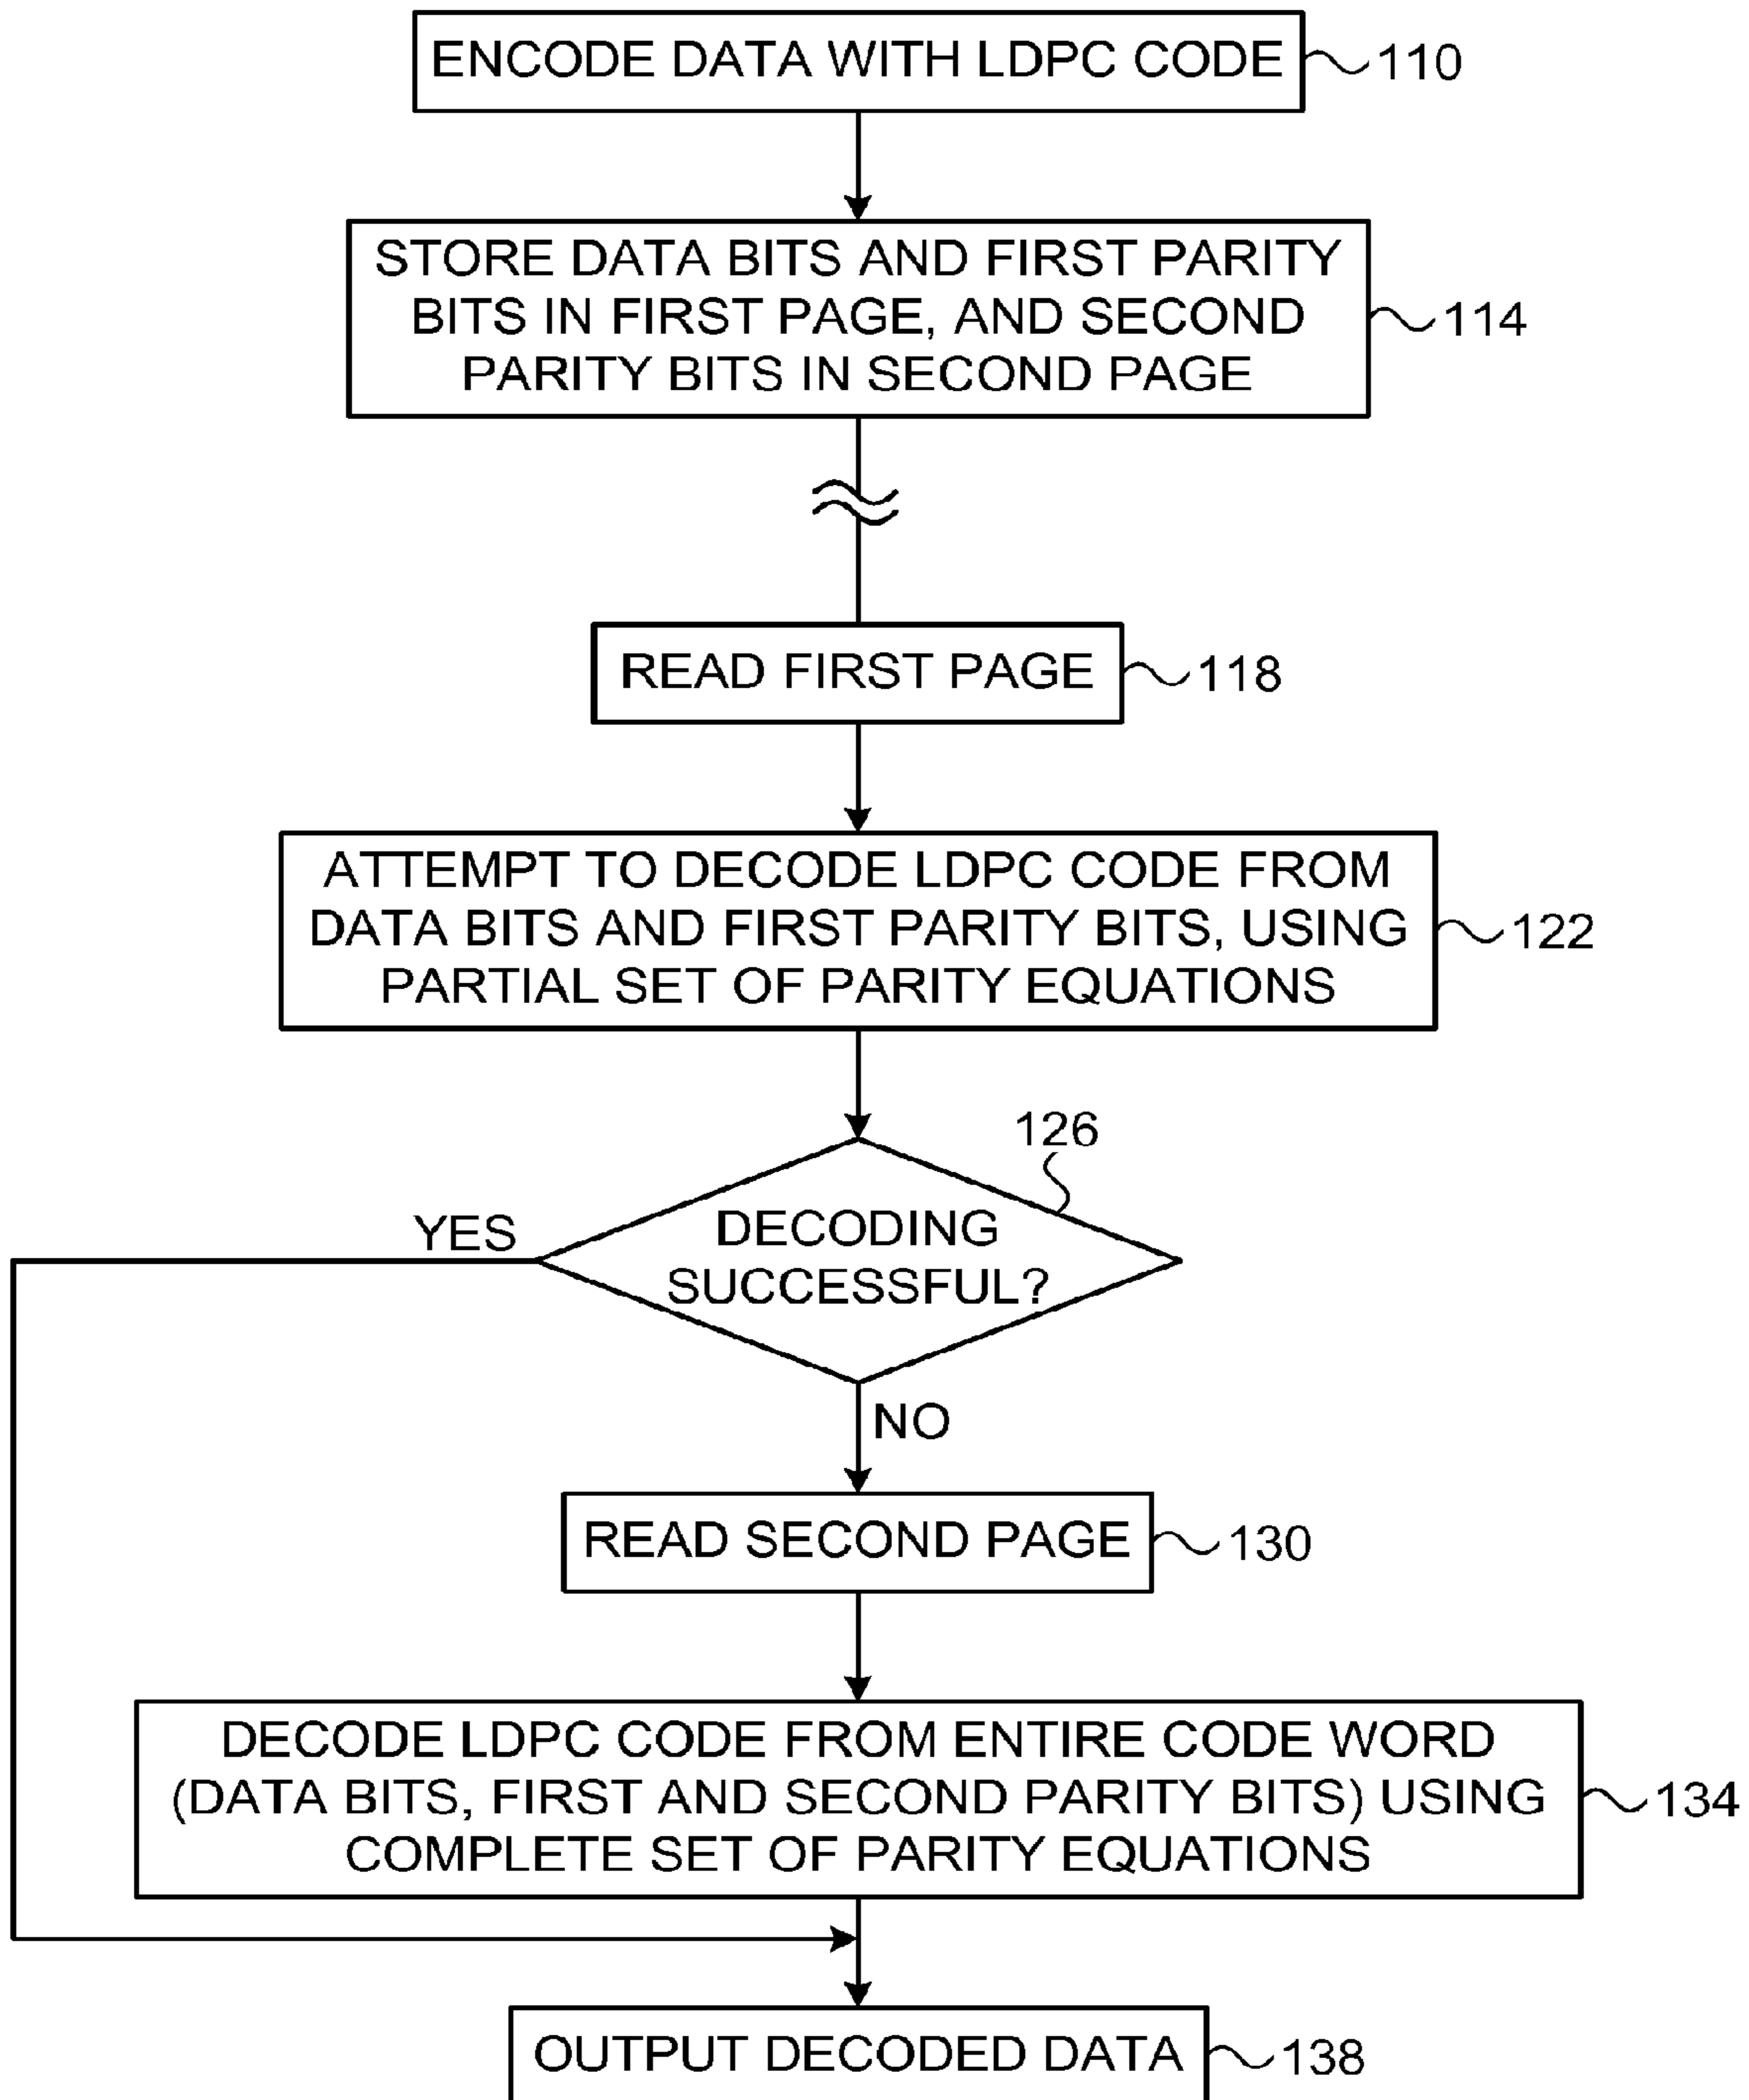 ENCODE DATA WITH LDPC CODE
110
STORE DATA BITS AND FIRST PARITY
BITS IN FIRST PAGE, AND SECOND
PARITY BITS IN SECOND PAGE
114
READ FIRST PAGE
118
ATTEMPT TO DECODE LDPC CODE FROM
DATA BITS AND FIRST PARITY BITS, USING
PARTIAL SET OF PARITY EQUATIONS
122
126
YES
DECODING
SUCCESSFUL?
NO
READ SECOND PAGE
130
DECODE LDPC CODE FROM ENTIRE CODE WORD
(DATA BITS, FIRST AND SECOND PARITY BITS) USING
COMPLETE SET OF PARITY EQUATIONS
134
OUTPUT DECODED DATA
138